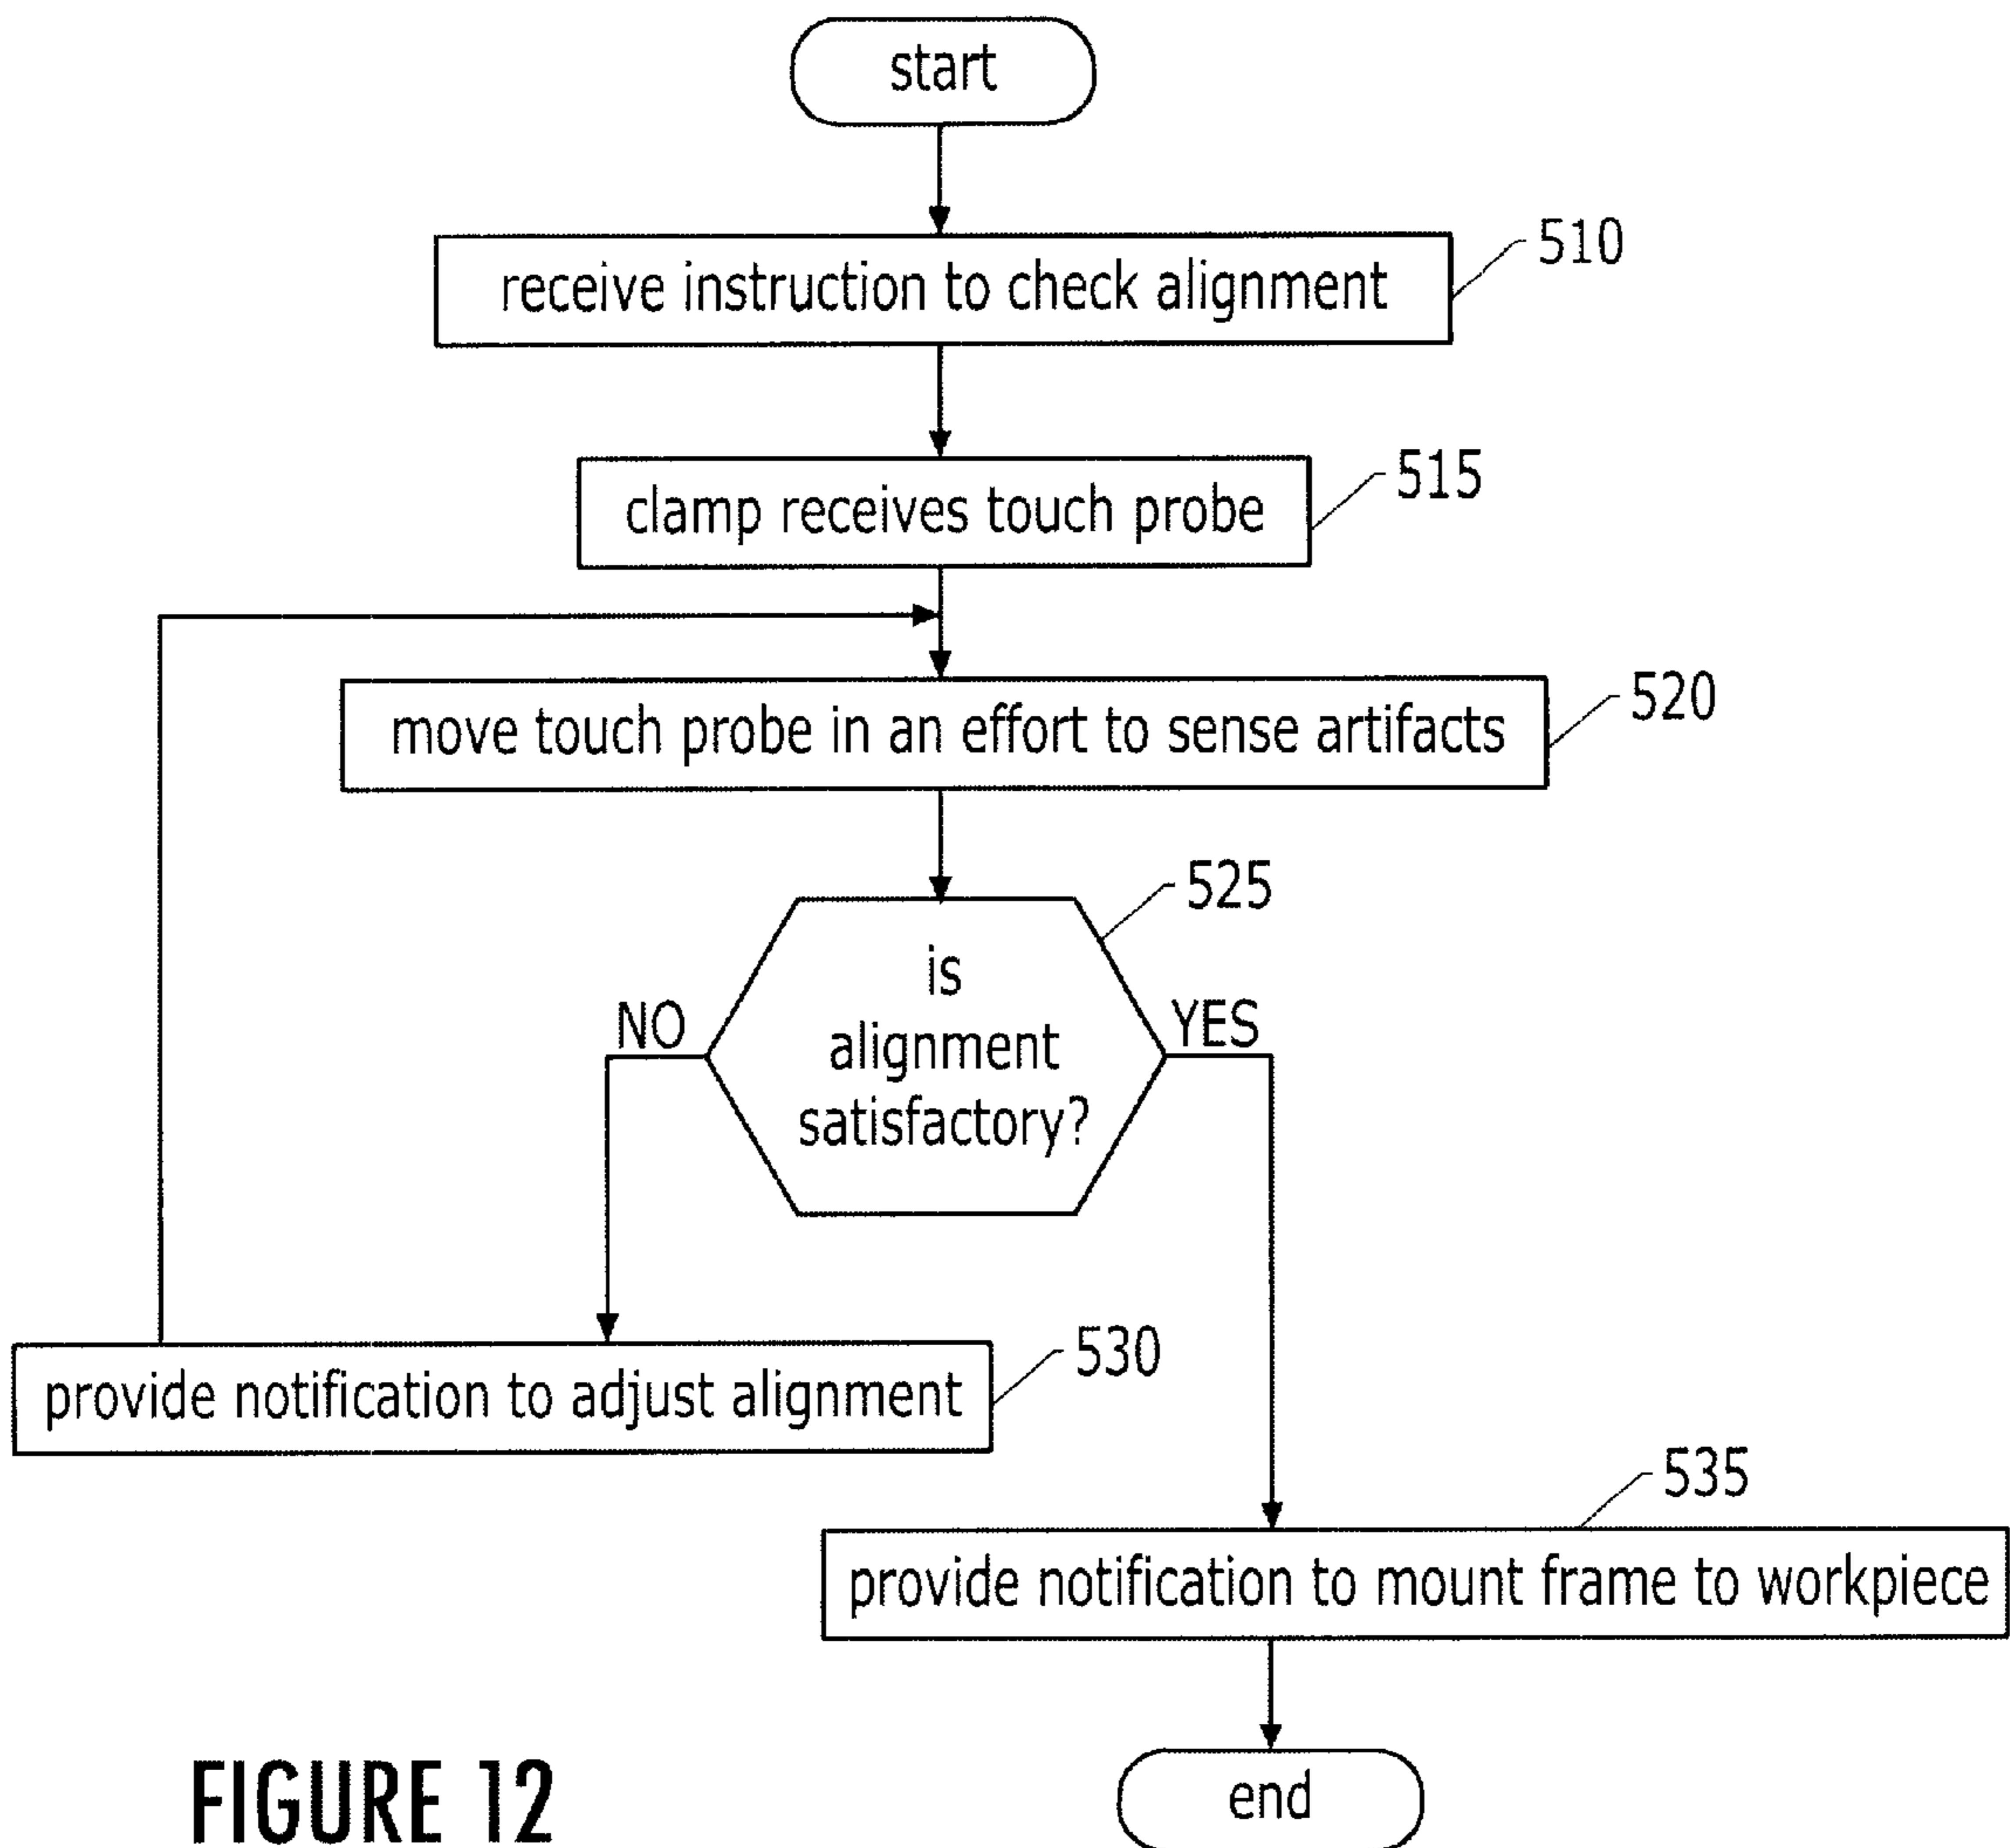 start
receive instruction to check alignment
510
clamp receives touch probe
515
move touch probe in an effort to sense artifacts
520
525
is
alignment
satisfactory?
NO
YES
provide notification to adjust alignment
530
535
provide notification to mount frame to workpiece
end
FIGURE 12